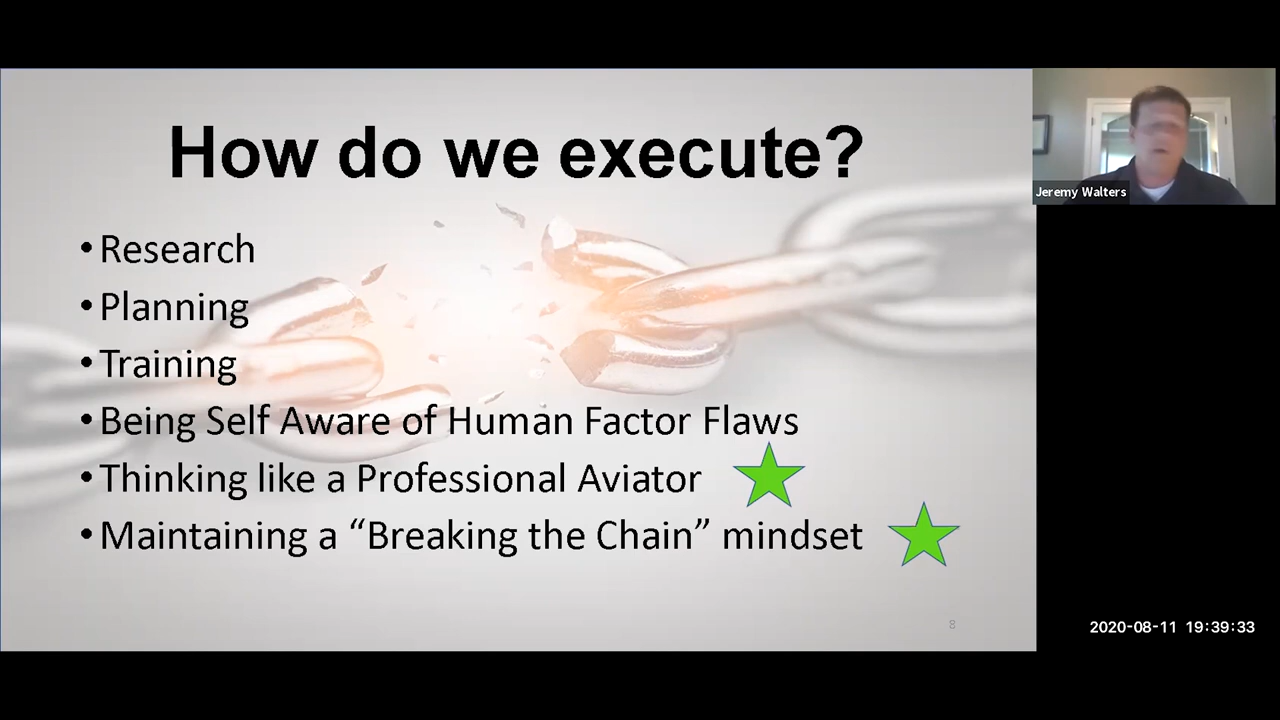 How do we execute?
• Research
• Planning
• Training
• Being Self Aware of Human Factor Flaws
• Thinking like a Professional Aviator
• Maintaining a “Breaking the Chain” mindset
8
Jeremy Walters
2020-08-11 19:39:33